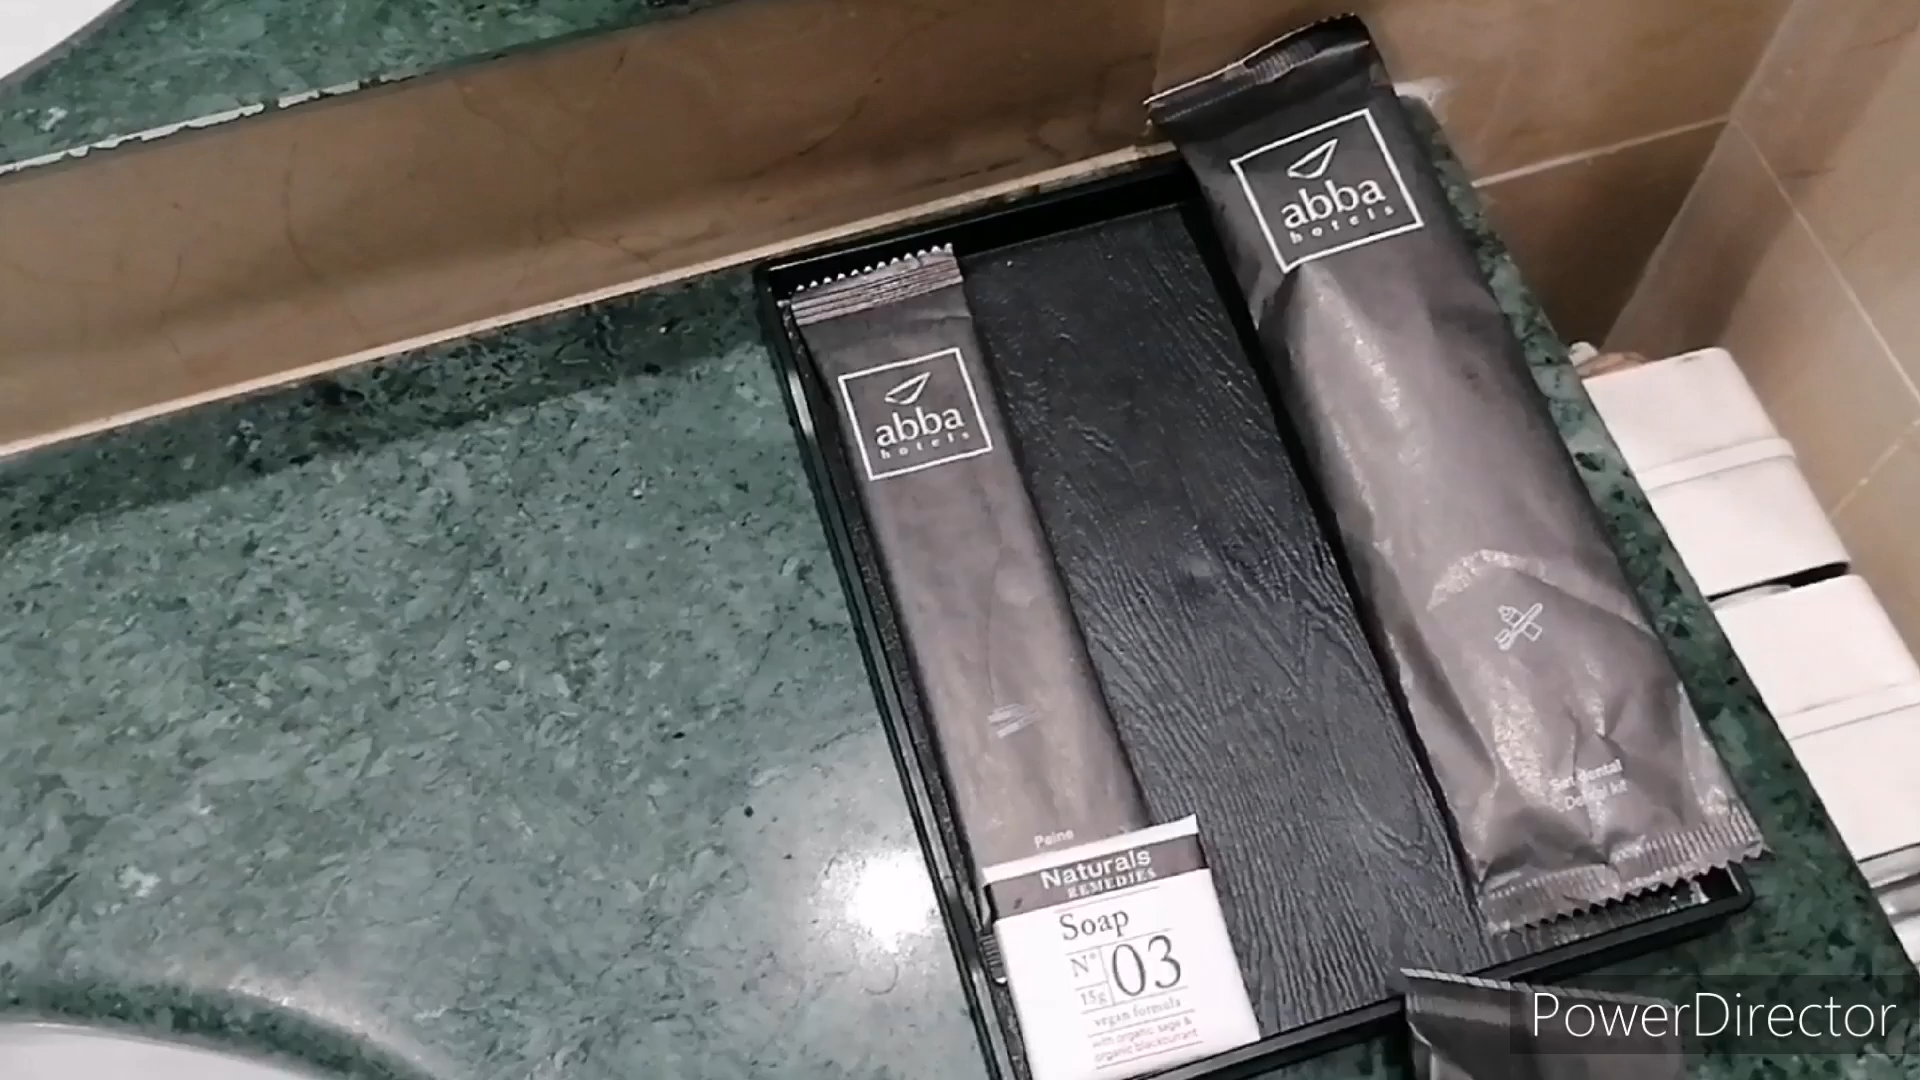 abba
hotels
abba
hotels
Set dental
Dental kit
Peine
Naturals
REMEDIES
Soap
N° 03
15g
vegan formula
with organic sage &
organic blackcurrant
PowerDirector